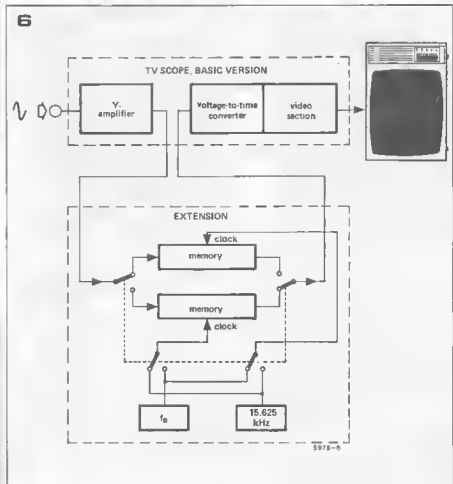 6
TV SCOPE, BASIC VERSION
Y-
amplifier
Voltage-to-time
converter
video
section
EXTENSION
clock
memory
memory
clock
fs
15.625
kHz
5978-6